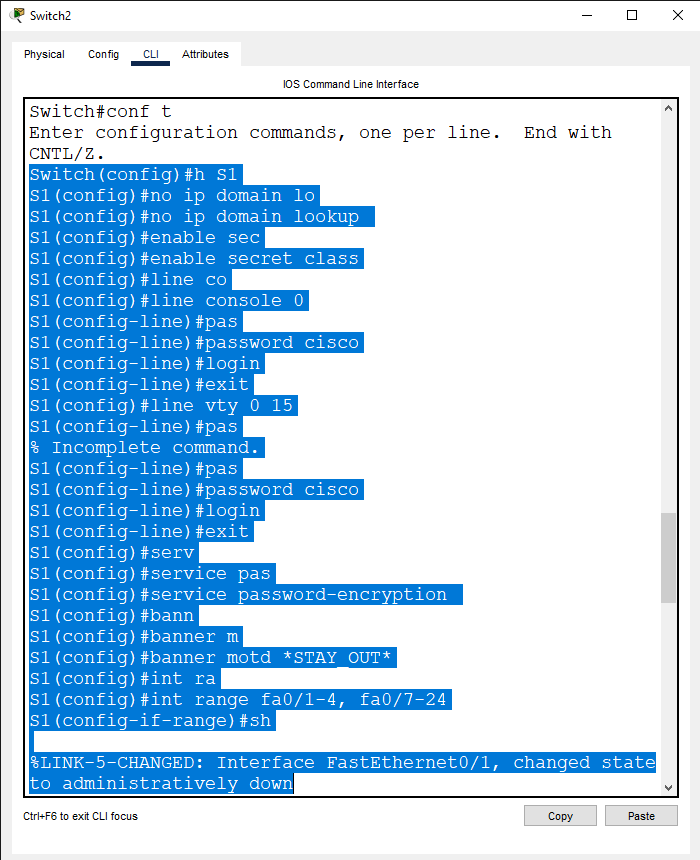 Switch2
Physical Config CLI Attributes
IOS Command Line Interface
Switch#conf t
Enter configuration commands, one per line.  End with
CNTL/Z.
Switch(config)#h S1
S1(config)#no ip domain lo
S1(config)#no ip domain lookup
S1(config)#enable sec
S1(config)#enable secret class
S1(config)#line co
S1(config)#line console 0
S1(config-line)#pas
S1(config-line)#password cisco
S1(config-line)#login
S1(config-line)#exit
S1(config)#line vty 0 15
S1(config-line)#pas
% Incomplete command.
S1(config-line)#pas
S1(config-line)#password cisco
S1(config-line)#login
S1(config-line)#exit
S1(config)#serv
S1(config)#service pas
S1(config)#service password-encryption
S1(config)#bann
S1(config)#banner m
S1(config)#banner motd *STAY_OUT*
S1(config)#int ra
S1(config)#int range fa0/1-4, fa0/7-24
S1(config-if-range)#sh
%LINK-5-CHANGED: Interface FastEthernet0/1, changed state
to administratively down
Ctrl+F6 to exit CLI focus
Copy Paste